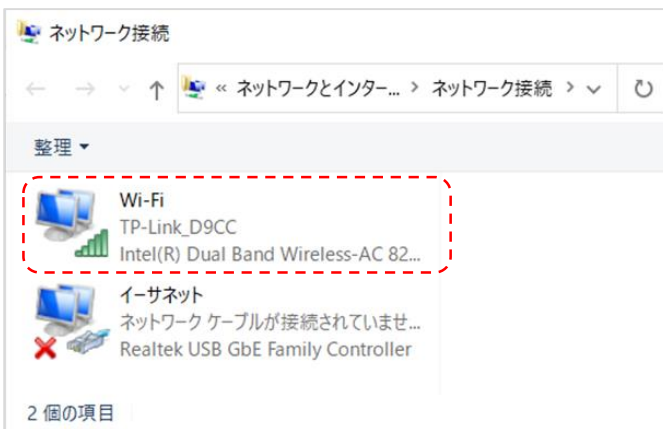 ネットワーク接続
« ネットワークとインター... > ネットワーク接続 >
整理
Wi-Fi
TP-Link_D9CC
Intel(R) Dual Band Wireless-AC 82...
イーサネット
ネットワーク ケーブルが接続されていませ...
Realtek USB GbE Family Controller
2 個の項目